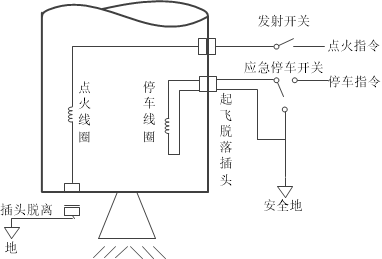 发射开关
点火指令
应急停车开关
停车指令
点火线圈
停车线圈
起飞脱落插头
安全地
插头脱离
地